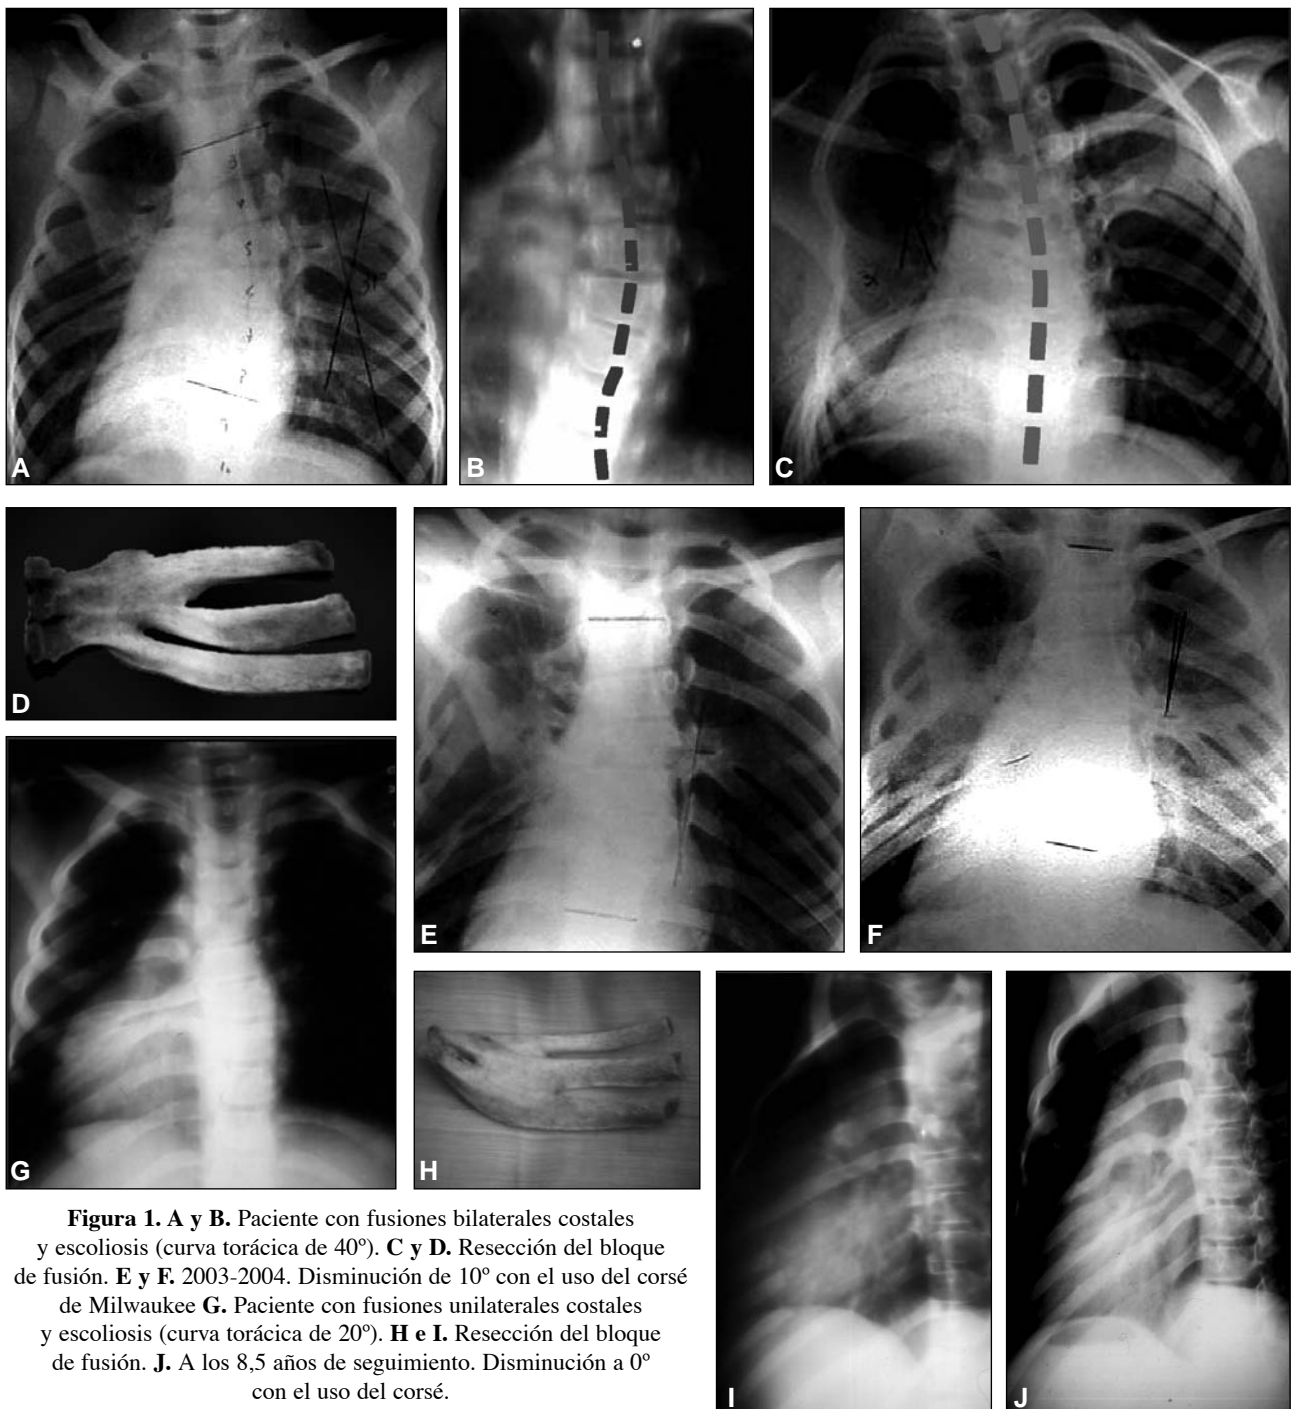 A
B
C
D
E
F
G
H
I
J
Figura 1. A y B. Paciente con fusiones bilaterales costales
y escoliosis (curva torácica de 40º). C y D. Resección del bloque
de fusión. E y F. 2003-2004. Disminución de 10º con el uso del corsé
de Milwaukee G. Paciente con fusiones unilaterales costales
y escoliosis (curva torácica de 20º). H e I. Resección del bloque
de fusión. J. A los 8,5 años de seguimiento. Disminución a 0º
con el uso del corsé.